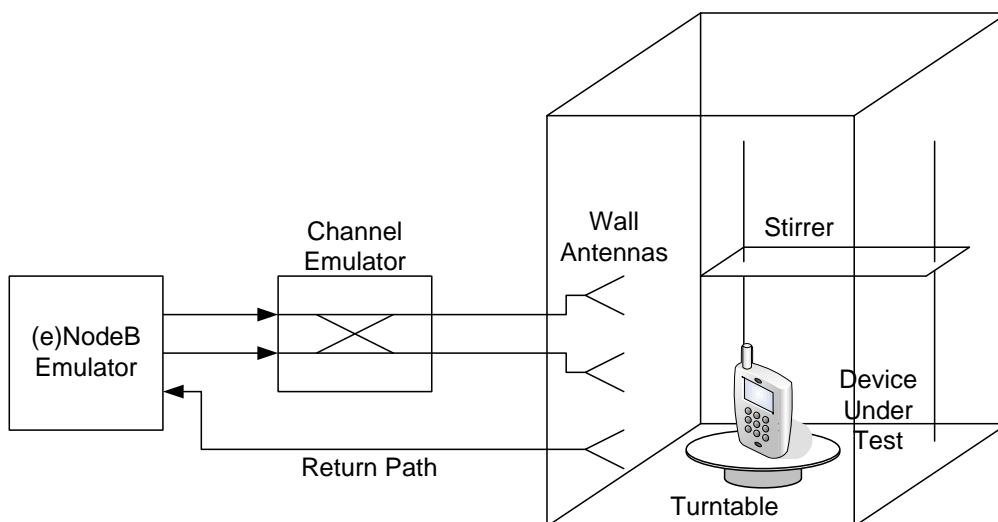 (e)NodeB
Emulator
Channel
Emulator
Return Path
Wall
Antennas
Stirrer
Device
Under
Test
Turntable